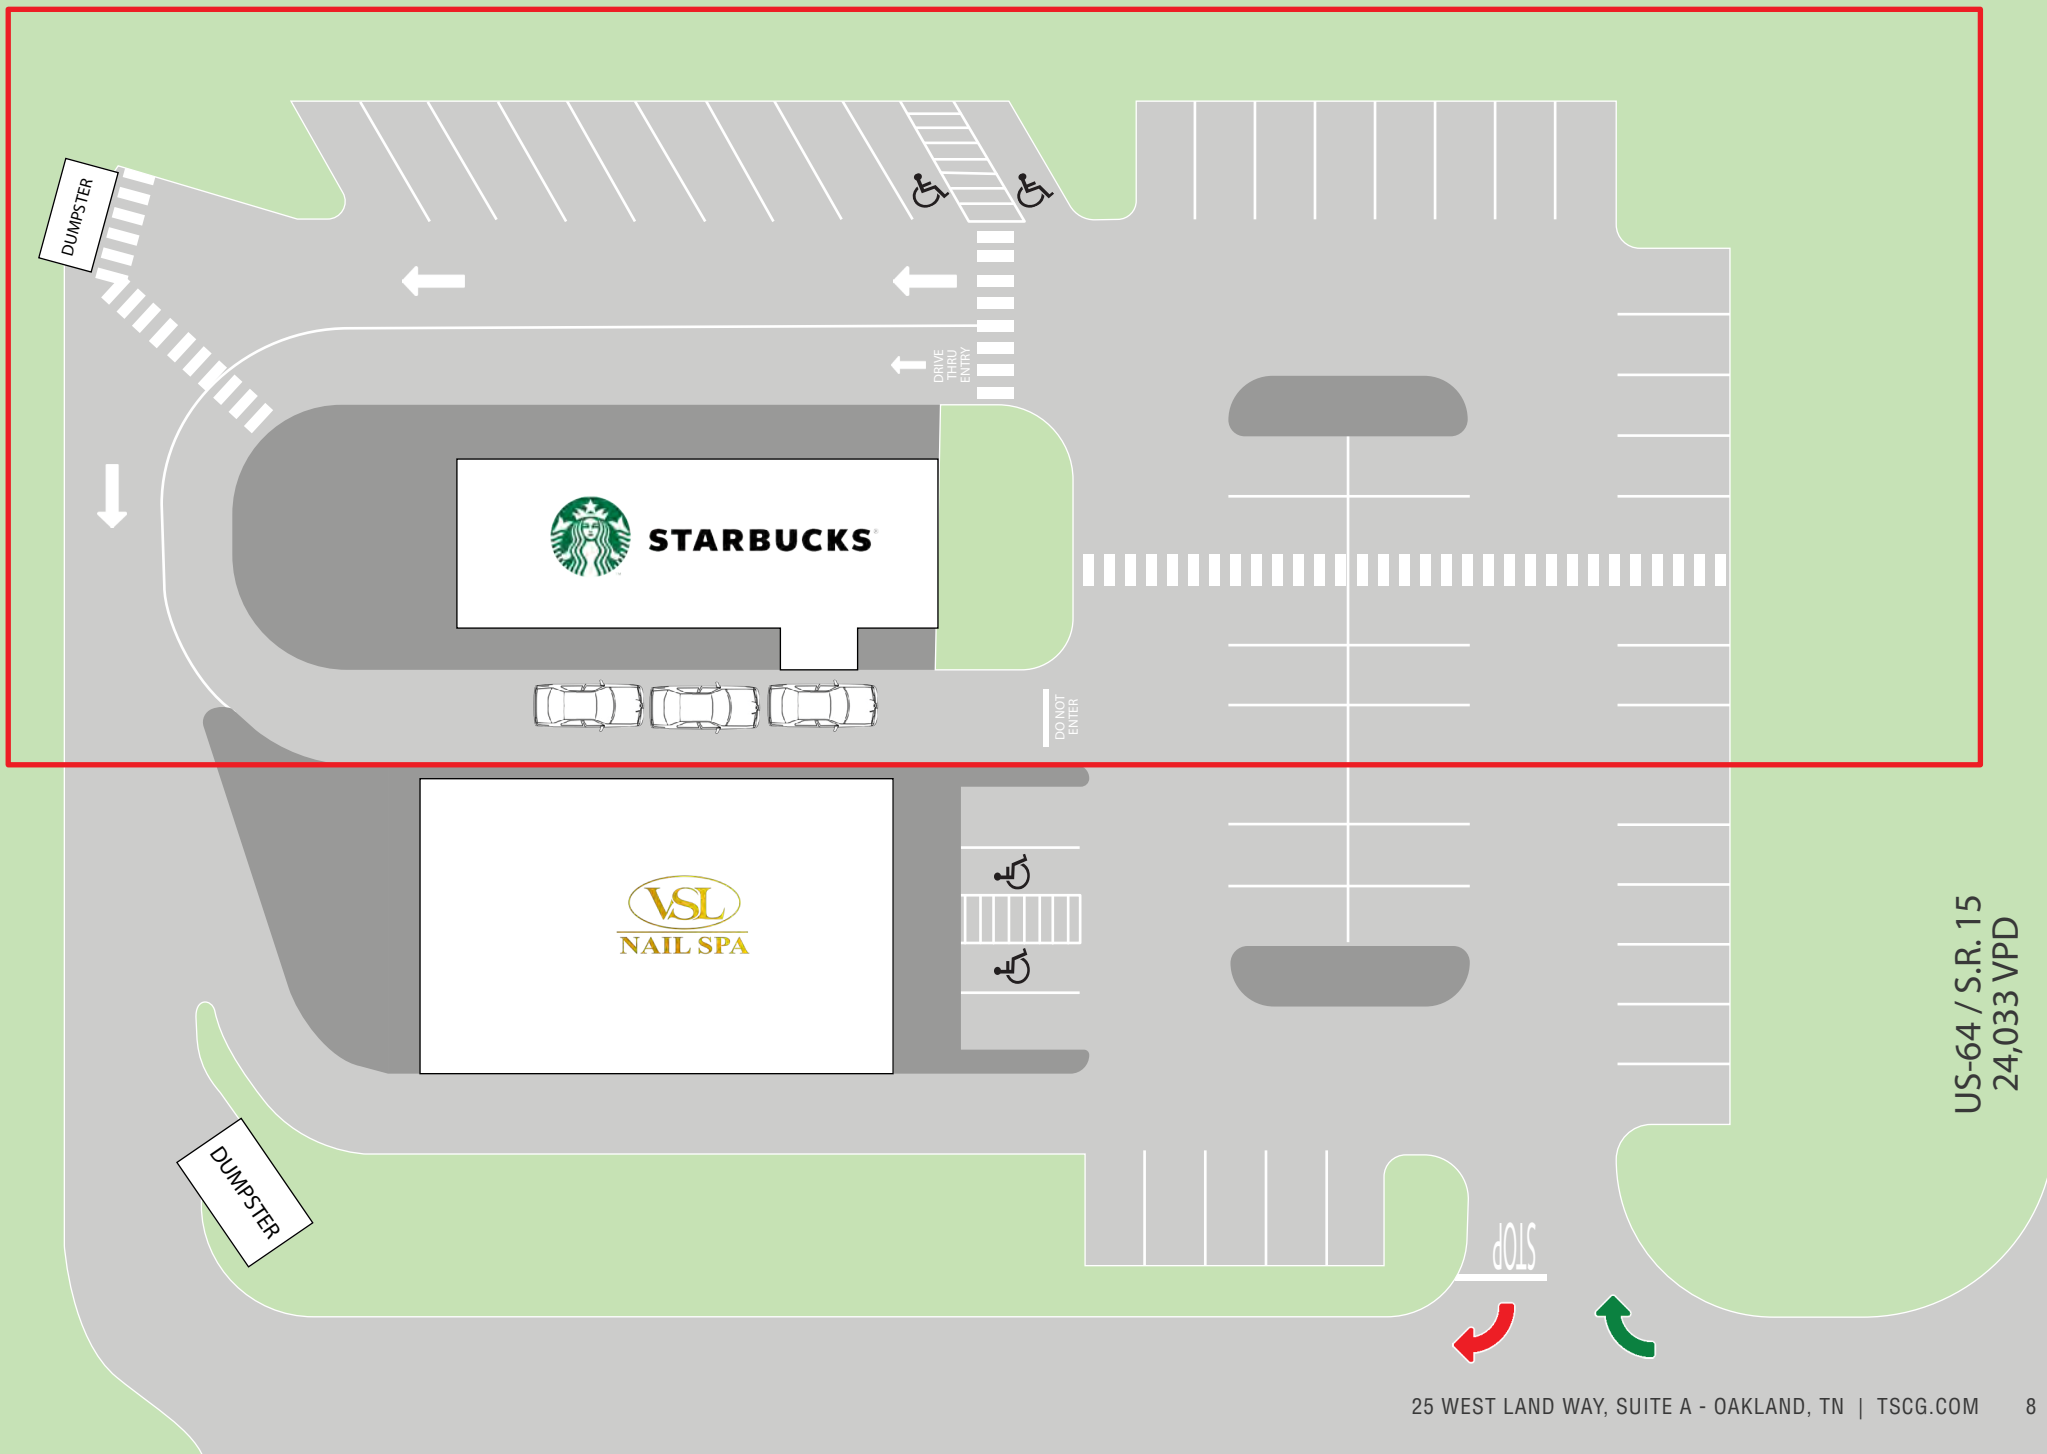 DUMPSTER
DRIVE
THRU
ENTRY
STARBUCKS
DO NOT
ENTER
VSL
NAIL SPA
US-64 / S.R. 15
24,033 VPD
DUMPSTER
STOP
25 WEST LAND WAY, SUITE A - OAKLAND, TN | TSCG.COM 8